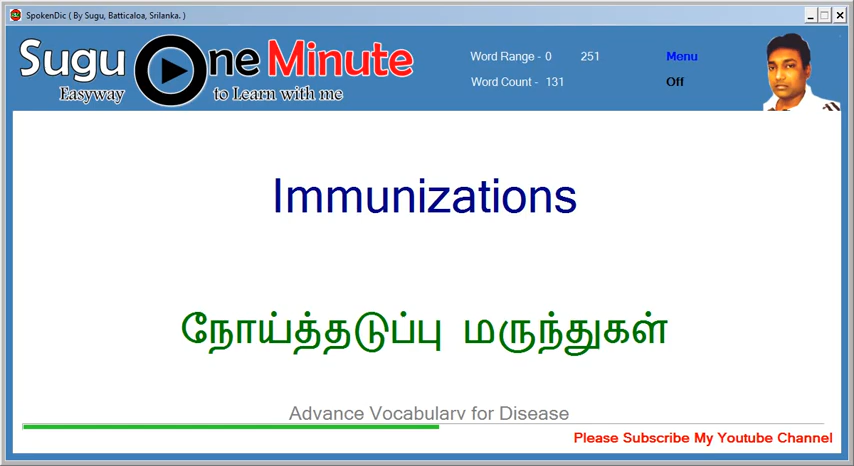 SpokenDic ( By Sugu, Batticaloa, Srilanka. )
Sugu One Minute
Easyway to Learn with me
Word Range - 0 251
Menu
Word Count - 131
Off
Immunizations
நோய்த்தடுப்பு மருந்துகள்
Advance Vocabulary for Disease
Please Subscribe My Youtube Channel